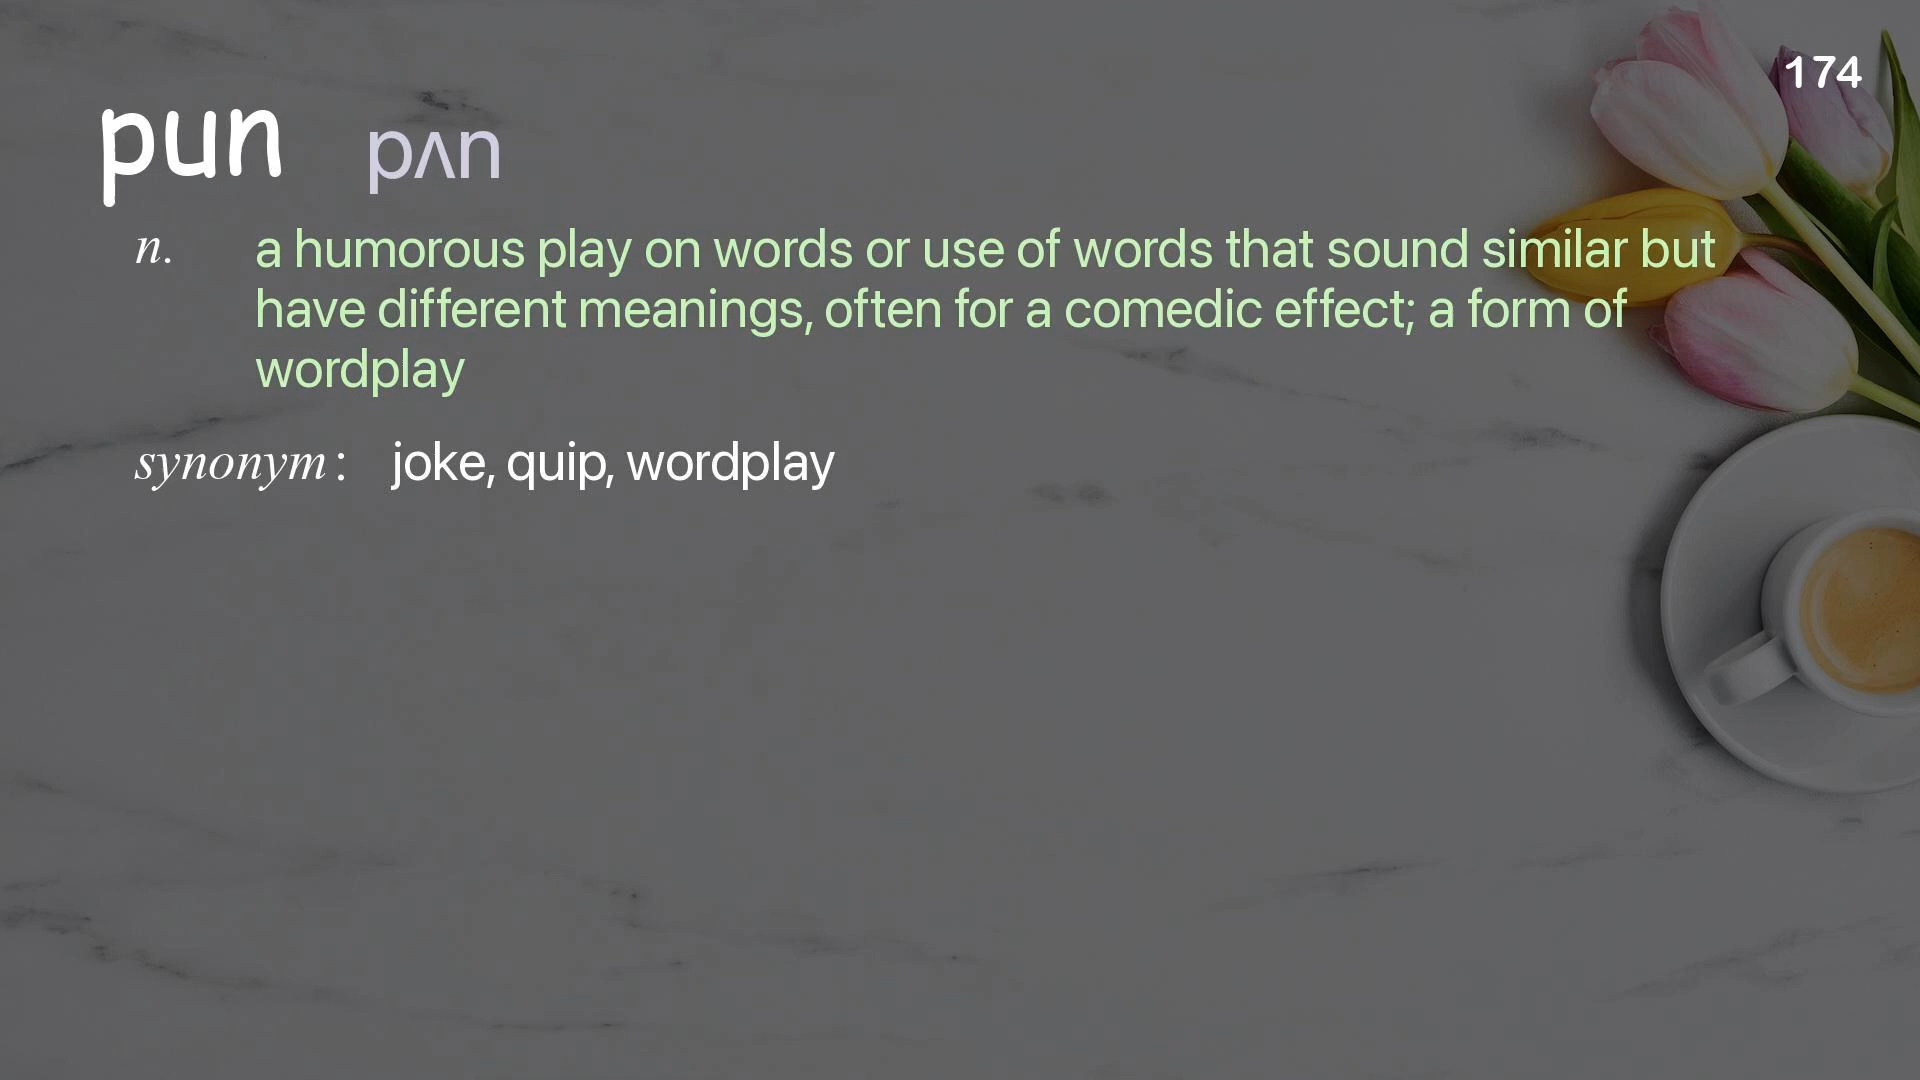 174
pun pʌn
n. a humorous play on words or use of words that sound similar but
have different meanings, often for a comedic effect; a form of
wordplay
synonym: joke, quip, wordplay